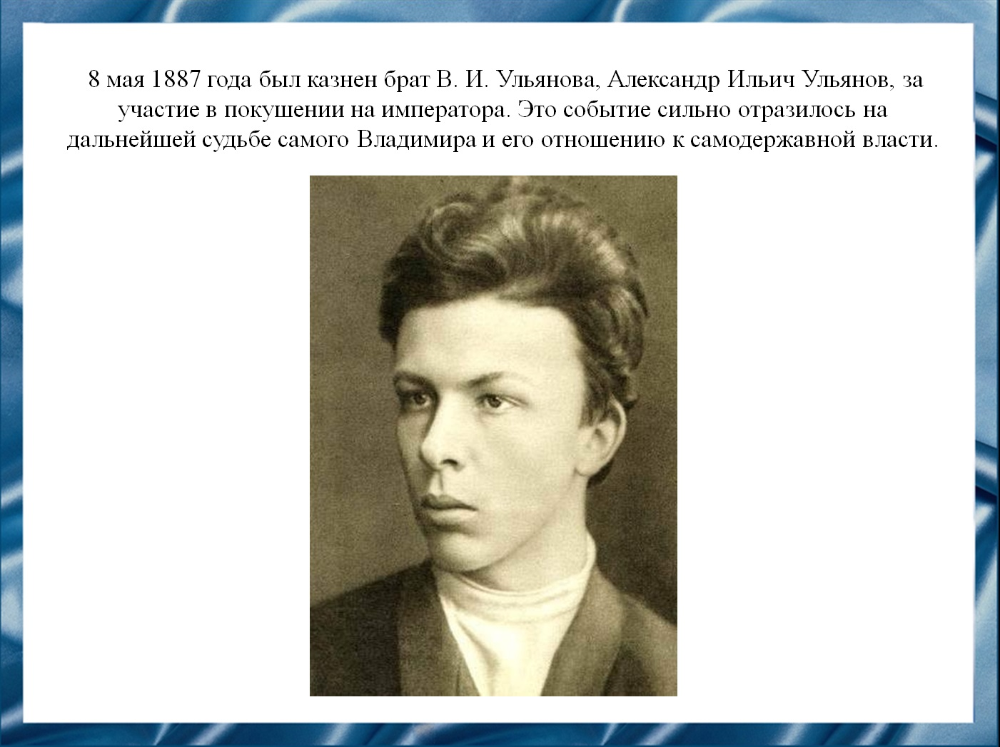 8 мая 1887 года был казнен брат В. И. Ульянова, Александр Ильич Ульянов, за
участие в покушении на императора. Это событие сильно отразилось на
дальнейшей судьбе самого Владимира и его отношению к самодержавной власти.